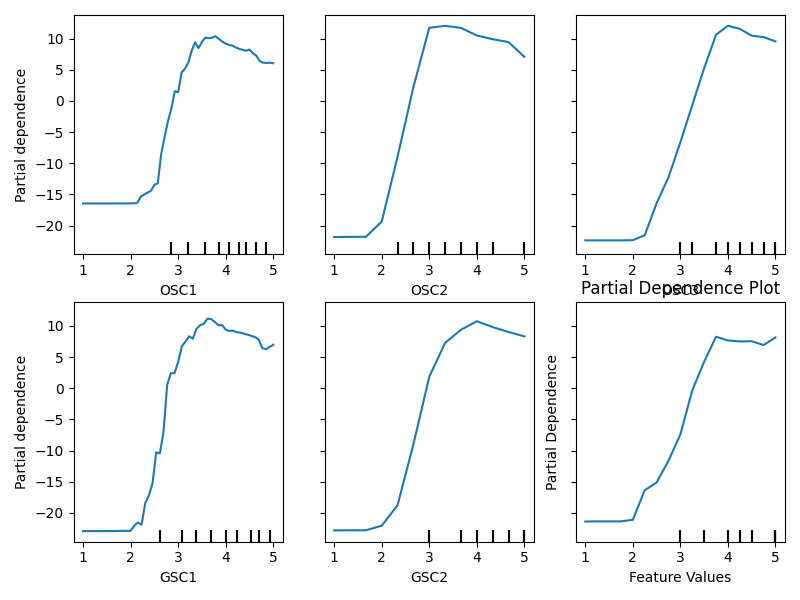 Partial dependence
10
5
0
−5
−10
−15
−20
1 2 3 4 5
OSC1
1 2 3 4 5
OSC2
1 2 3 4 5
OSC3
Partial Dependence Plot
Partial dependence
10
5
0
−5
−10
−15
−20
1 2 3 4 5
GSC1
1 2 3 4 5
GSC2
Partial Dependence
1 2 3 4 5
Feature Values